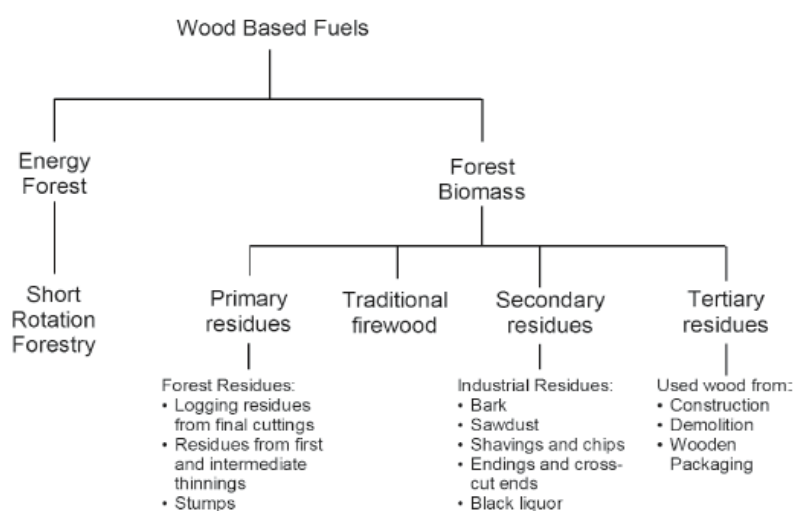 Wood Based Fuels
Energy
Forest
Forest
Biomass
Short
Rotation
Forestry
Primary
residues
Traditional
firewood
Secondary
residues
Tertiary
residues
Forest Residues:
• Logging residues
from final cuttings
• Residues from first
and intermediate
thinnings
• Stumps
Industrial Residues:
• Bark
• Sawdust
• Shavings and chips
• Endings and cross-
cut ends
• Black liquor
Used wood from:
• Construction
• Demolition
• Wooden
Packaging